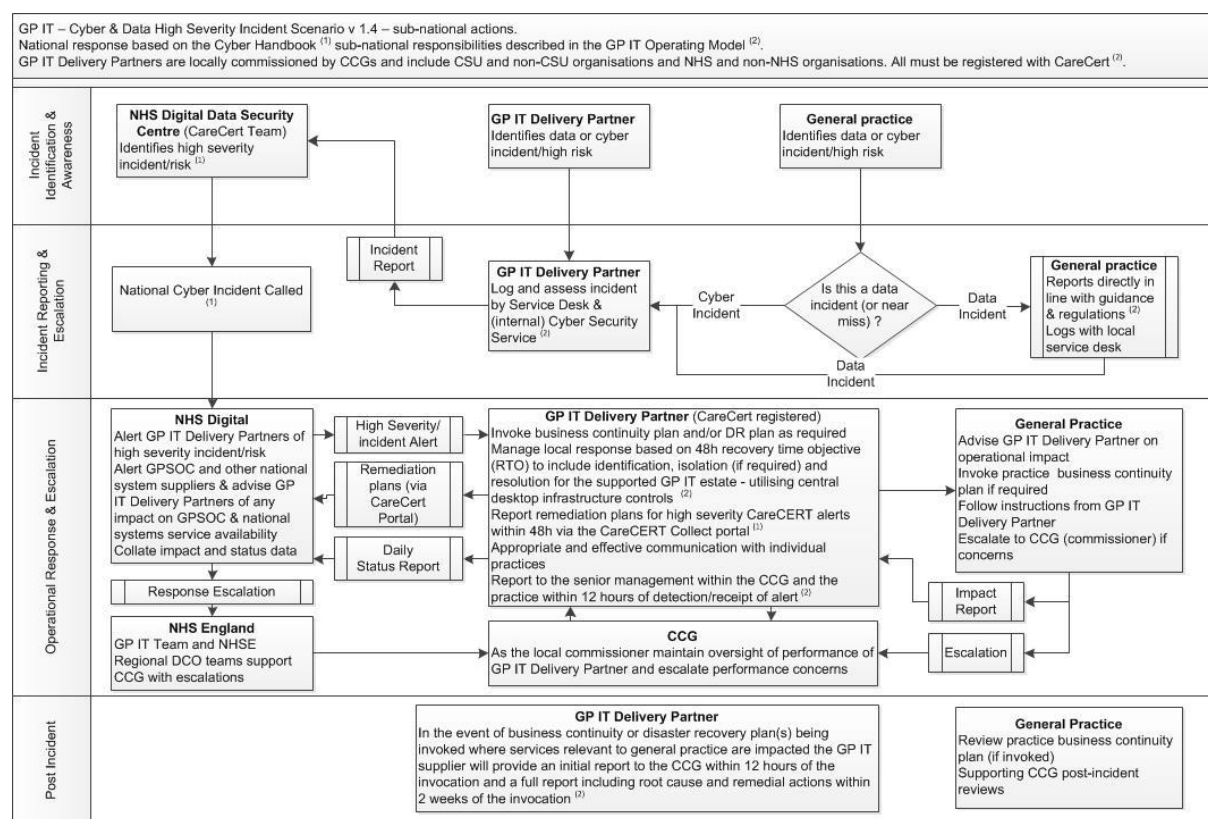 GP IT – Cyber & Data High Severity Incident Scenario v 1.4 – sub-national actions.
National response based on the Cyber Handbook (1) sub-national responsibilities described in the GP IT Operating Model (2).
GP IT Delivery Partners are locally commissioned by CCGs and include CSU and non-CSU organisations and NHS and non-NHS organisations. All must be registered with CareCert (2).
Incident
Identification &
Awareness
NHS Digital Data Security
Centre (CareCert Team)
Identifies high severity
incident/risk (1)
GP IT Delivery Partner
Identifies data or cyber
incident/high risk
General practice
Identifies data or cyber
incident/high risk
Incident Reporting &
Escalation
National Cyber Incident Called
(1)
Incident
Report
GP IT Delivery Partner
Log and assess incident
by Service Desk &
(internal) Cyber Security
Service (2)
Cyber
Incident
Is this a data
incident (or near
miss) ?
Data
Incident
General practice
Reports directly in
line with guidance
& regulations (2)
Logs with local
service desk
Data
Incident
Operational Response & Escalation
NHS Digital
Alert GP IT Delivery Partners of
high severity incident/risk
Alert GPSOC and other national
system suppliers & advise GP
IT Delivery Partners of any
impact on GPSOC & national
systems service availability
Collate impact and status data
High Severity/
incident Alert
Remediation
plans (via
CareCert
Portal)
Daily
Status Report
GP IT Delivery Partner (CareCert registered)
Invoke business continuity plan and/or DR plan as required
Manage local response based on 48h recovery time objective
(RTO) to include identification, isolation (if required) and
resolution for the supported GP IT estate - utilising central
desktop infrastructure controls (2)
Report remediation plans for high severity CareCERT alerts
within 48h via the CareCERT Collect portal (1)
Appropriate and effective communication with individual
practices
Report to the senior management within the CCG and the
practice within 12 hours of detection/receipt of alert (2)
General Practice
Advise GP IT Delivery Partner on
operational impact
Invoke practice business continuity
plan if required
Follow instructions from GP IT
Delivery Partner
Escalate to CCG (commissioner) if
concerns
Response Escalation
Impact
Report
NHS England
GP IT Team and NHSE
Regional DCO teams support
CCG with escalations
CCG
As the local commissioner maintain oversight of performance of
GP IT Delivery Partner and escalate performance concerns
Escalation
Post Incident
GP IT Delivery Partner
In the event of business continuity or disaster recovery plan(s) being
invoked where services relevant to general practice are impacted the GP IT
supplier will provide an initial report to the CCG within 12 hours of the
invocation and a full report including root cause and remedial actions within
2 weeks of the invocation (2)
General Practice
Review practice business continuity
plan (if invoked)
Supporting CCG post-incident
reviews